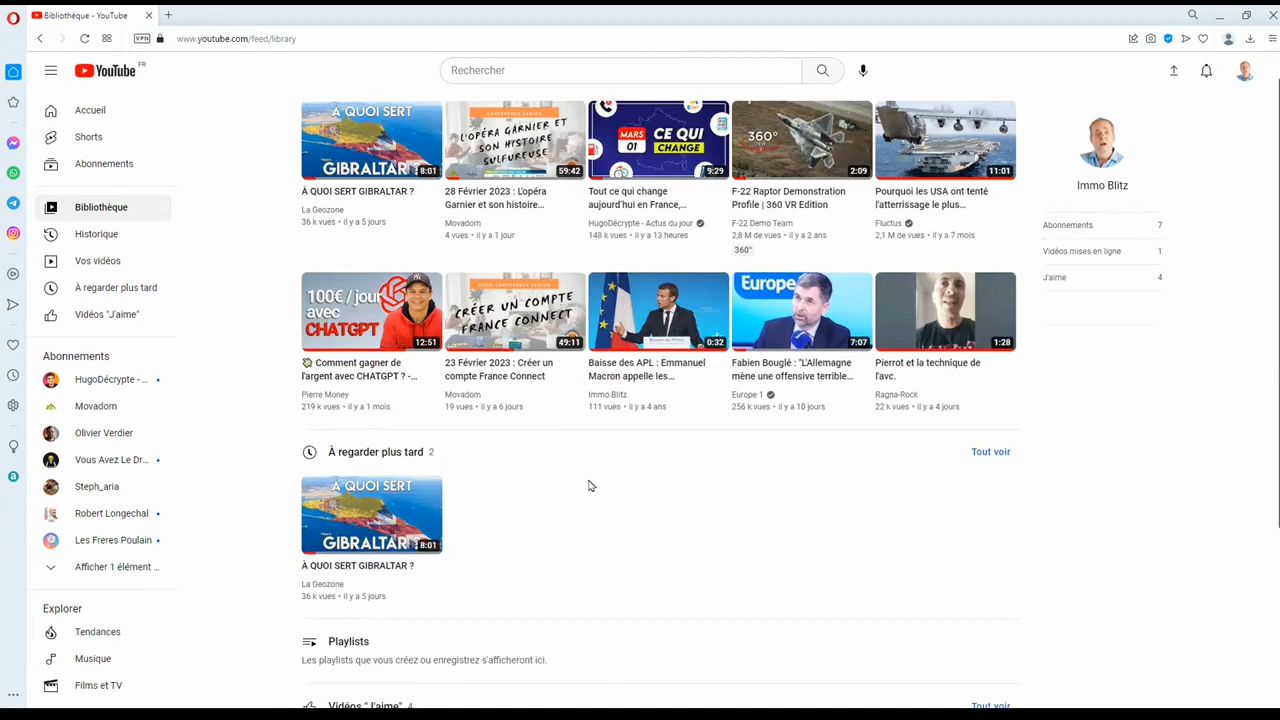 Bibliothèque - YouTube
VPN
www.youtube.com/feed/library
YouTube FR
Rechercher
Accueil
Shorts
Abonnements
Bibliothèque
Historique
Vos vidéos
À regarder plus tard
Vidéos "J'aime"
Abonnements
HugoDécrypte - ...
Movadom
Olivier Verdier
Vous Avez Le Dr...
Steph_aria
Robert Longechal
Les Freres Poulain
Afficher 1 élément ...
Explorer
Tendances
Musique
Films et TV
À QUOI SERT
GIBRALTAR
8:01
À QUOI SERT GIBRALTAR ?
La Geozone
36 k vues • il y a 5 jours
L'OPÉRA GARNIER ET
SON HISTOIRE
SULFUREUSE
59:42
28 Février 2023 : L'opéra
Garnier et son histoire...
Movadom
4 vues • il y a 1 jour
MARS
01
CE QUI
CHANGE
9:29
Tout ce qui change
aujourd'hui en France,...
HugoDécrypte - Actus du jour
148 k vues • il y a 13 heures
360°
2:09
F-22 Raptor Demonstration
Profile | 360 VR Edition
F-22 Demo Team
2,8 M de vues • il y a 2 ans
360°
11:01
Pourquoi les USA ont tenté
l'atterrissage le plus...
Fluctus
2,1 M de vues • il y a 7 mois
100€ / jour
avec
CHATGPT
12:51
Comment gagner de
l'argent avec CHATGPT ? -...
Pierre Money
219 k vues • il y a 1 mois
CRÉER UN COMPTE
FRANCE CONNECT
49:11
23 Février 2023 : Créer un
compte France Connect
Movadom
19 vues • il y a 6 jours
0:32
Baisse des APL : Emmanuel
Macron appelle les...
Immo Blitz
111 vues • il y a 4 ans
Europe
7:07
Fabien Bouglé : "L'Allemagne
mène une offensive terrible...
Europe 1
256 k vues • il y a 10 jours
1:28
Pierrot et la technique de
l'avc.
Ragna-Rock
22 k vues • il y a 4 jours
À regarder plus tard 2
Tout voir
À QUOI SERT
GIBRALTAR
8:01
À QUOI SERT GIBRALTAR ?
La Geozone
36 k vues • il y a 5 jours
Playlists
Les playlists que vous créez ou enregistrez s'afficheront ici.
Vidéos "J'aime" 4
Tout voir
Immo Blitz
Abonnements 7
Vidéos mises en ligne 1
J'aime 4